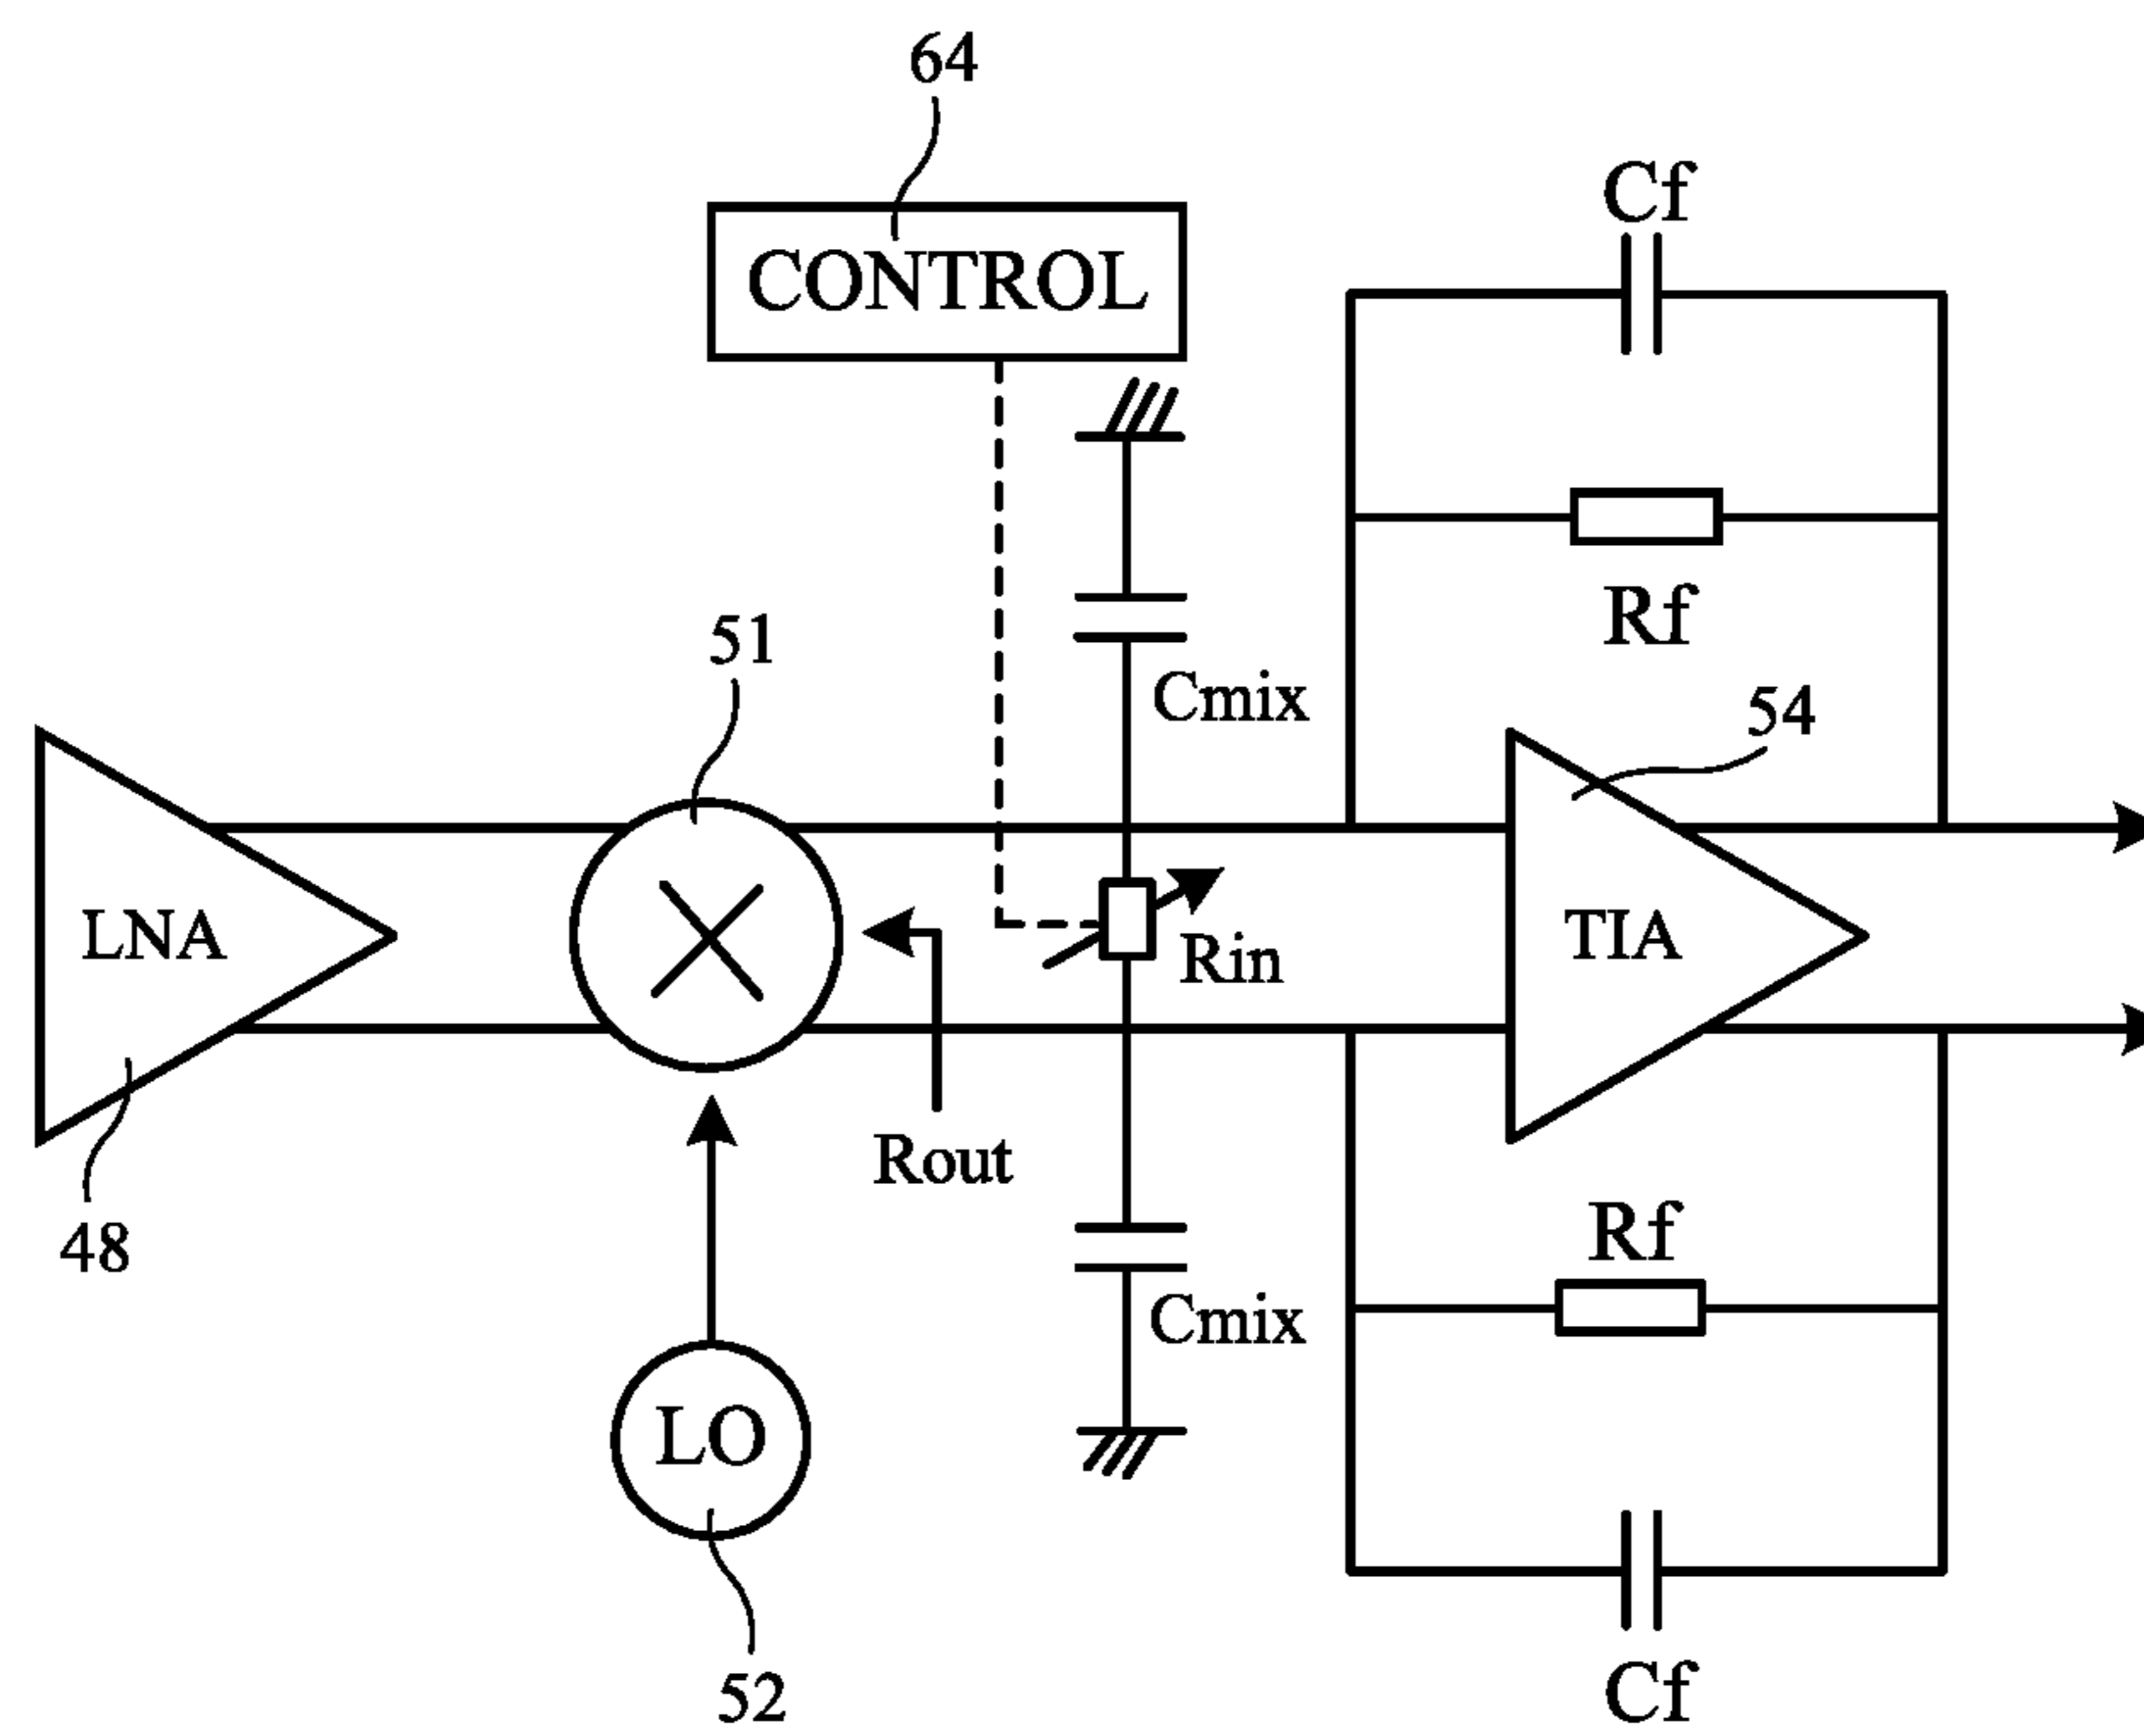 64
Cf
CONTROL
Rf
51
Cmix
54
LNA
Rin
TIA
Rout
48
Rf
Cmix
LO
52
Cf